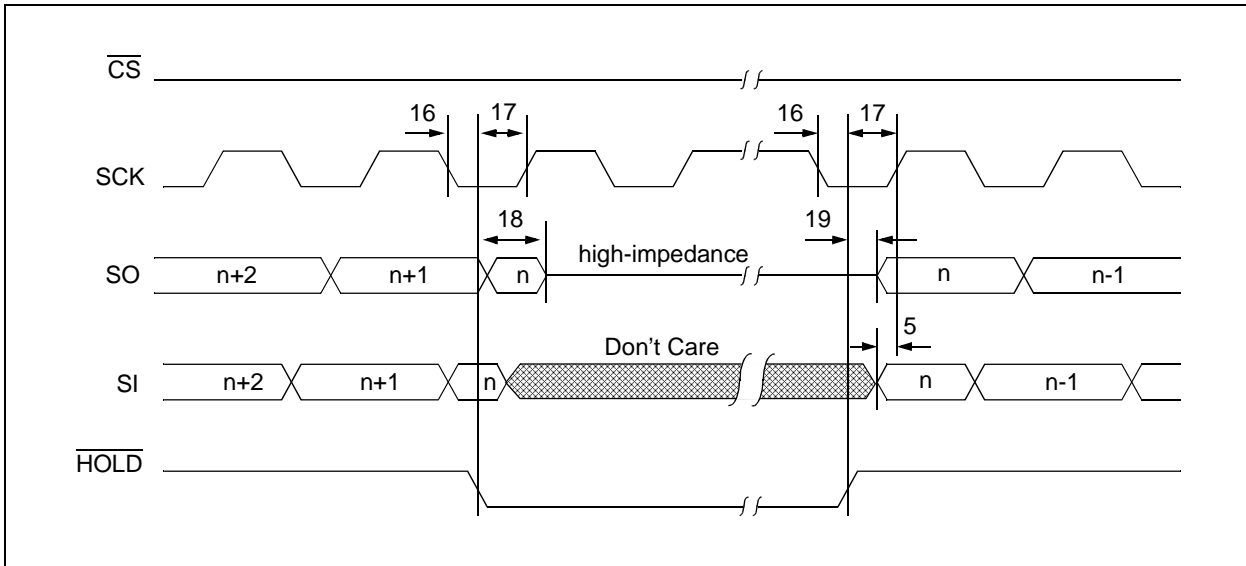 CS
16 17 16 17
SCK
18 19
high-impedance
SO n+2 n+1 n n n-1
5
Don't Care
SI n+2 n+1 n n n-1
HOLD